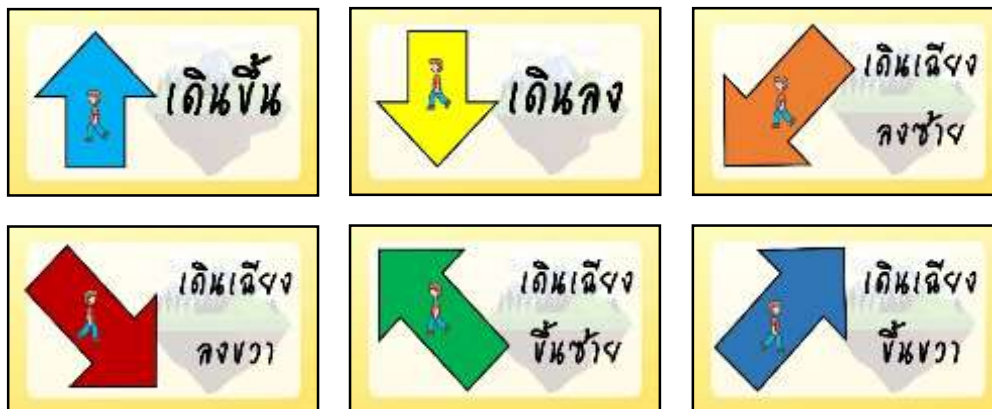 เดินขึ้น
เดินลง
เดินเฉียง
ลงซ้าย
เดินเฉียง
ลงขวา
เดินเฉียง
ขึ้นซ้าย
เดินเฉียง
ขึ้นขวา